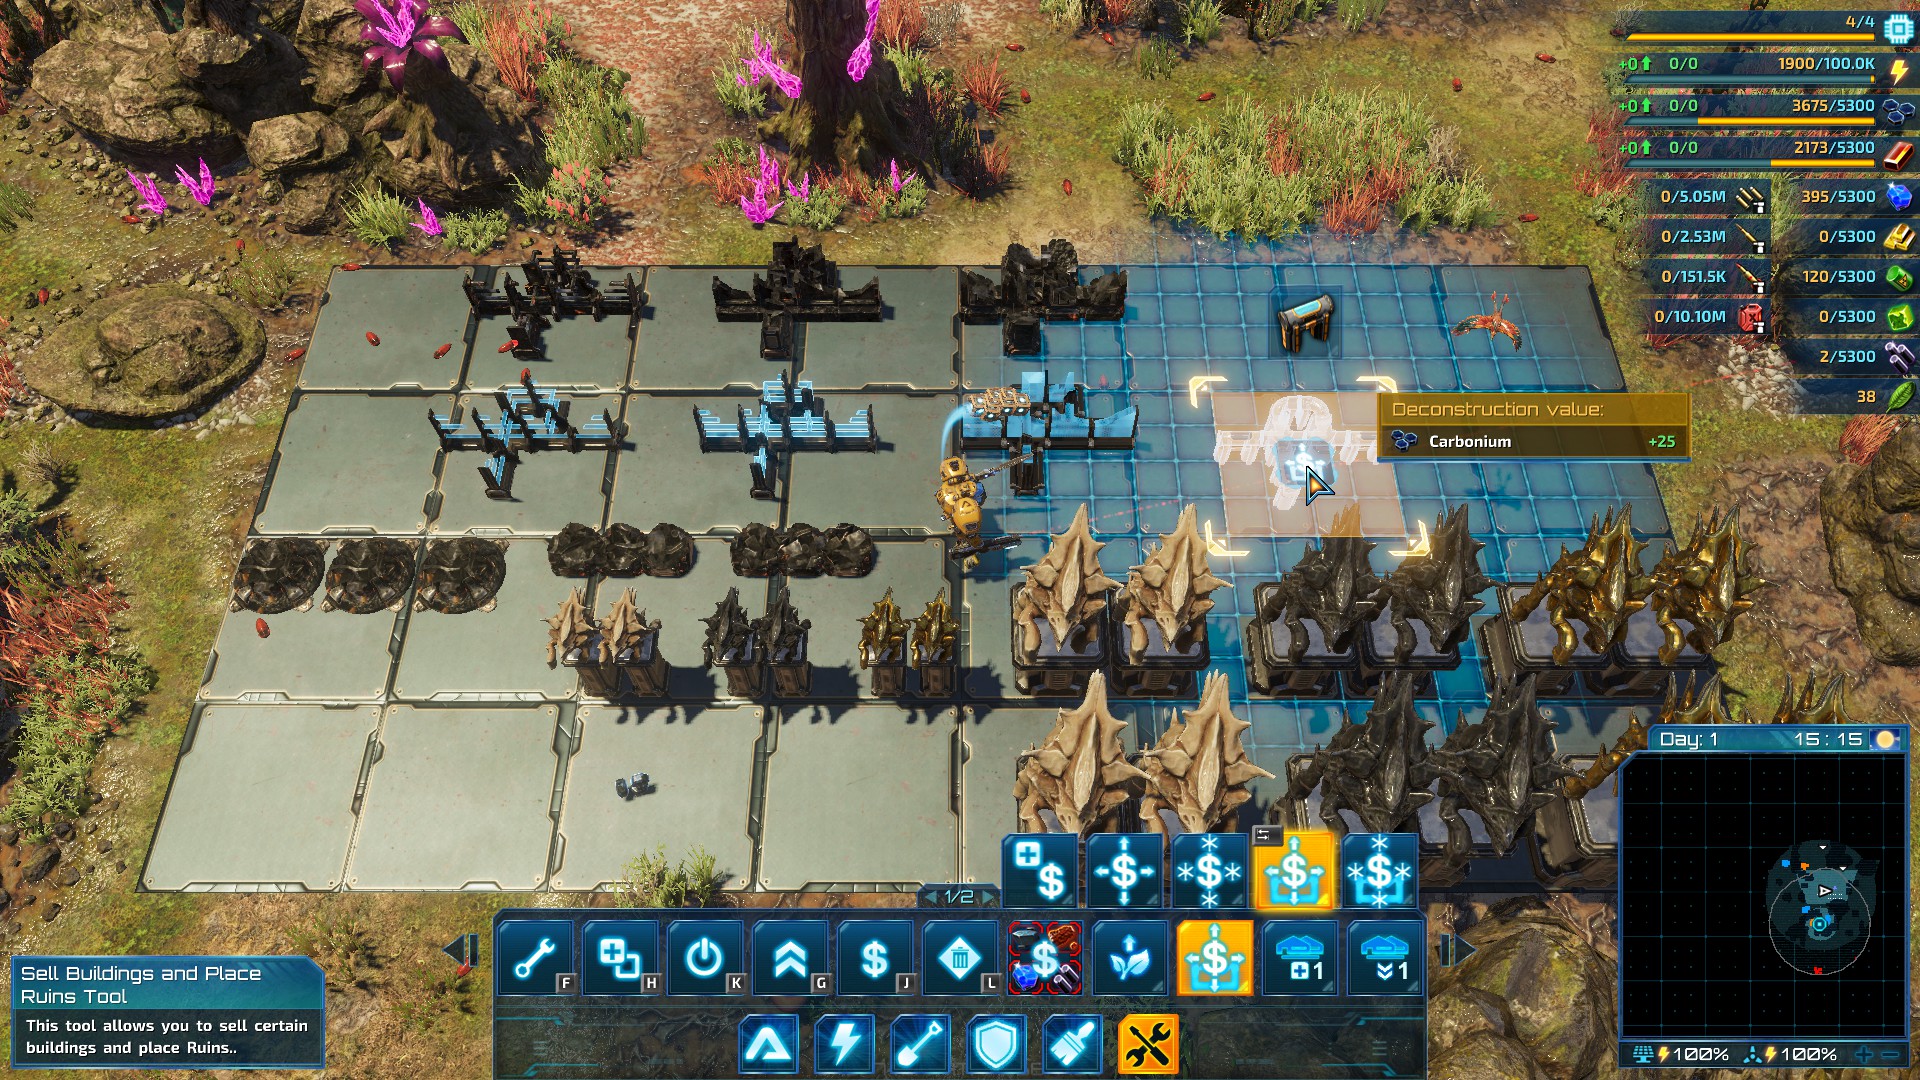 4/4
+0 0/0 1900/100.0K
+0 0/0 3675/5300
+0 0/0 2173/5300
0/5.05M 395/5300
0/2.53M 0/5300
0/151.5K 120/5300
0/10.10M 0/5300
2/5300
38
Deconstruction value:
Carbonium +25
Day: 1 15:15
1/2
F
H
K
G
J
L
1
1
Sell Buildings and Place
Ruins Tool
This tool allows you to sell certain
buildings and place Ruins..
100% 100%